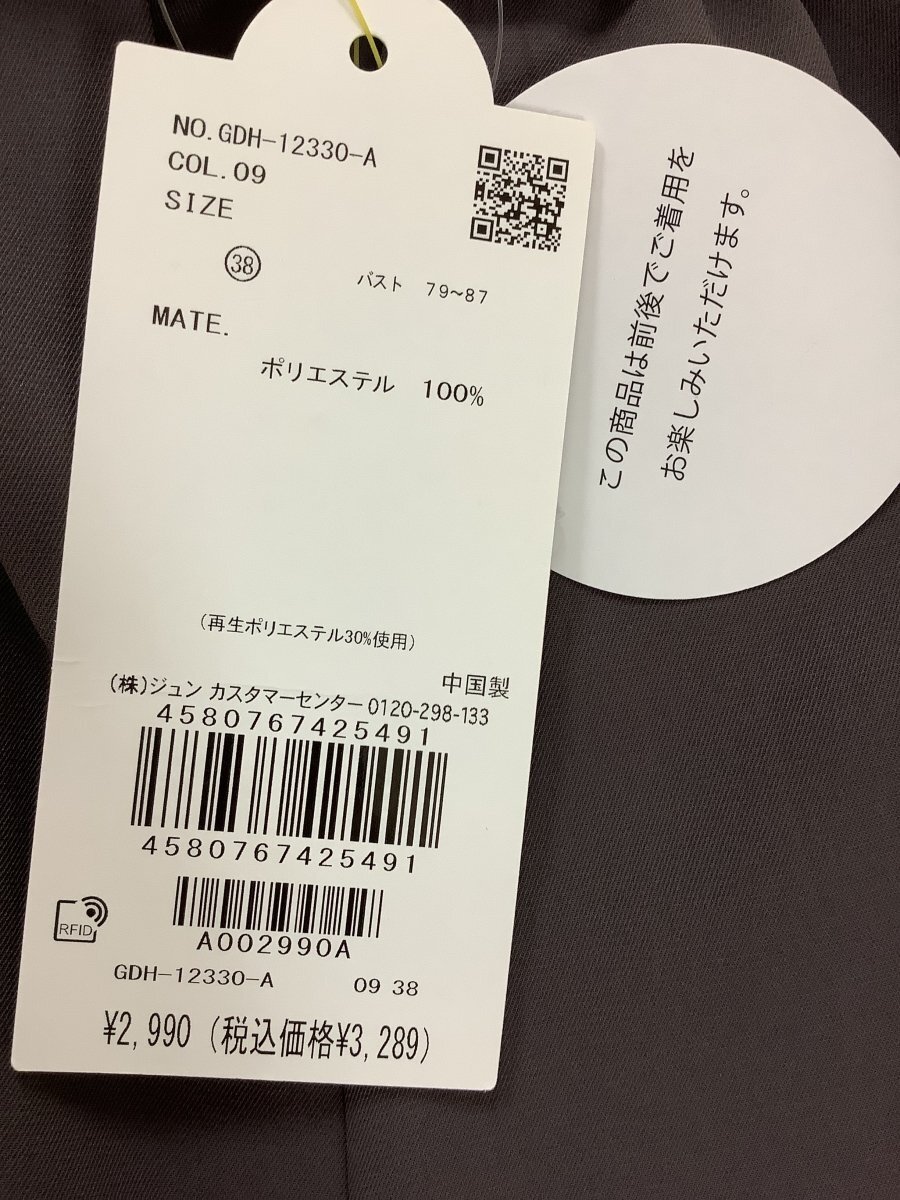 NO.GDH-12330-A
COL.09
SIZE
38
バスト 79~87
MATE.
ポリエステル 100%
(再生ポリエステル30%使用)
中国製
(株)ジュン カスタマーセンター 0120-298-133
4580767425491
4580767425491
RFID
A002990A
GDH-12330-A 09 38
¥2,990 (税込価格¥3,289)
この商品は前後でご着用を
お楽しみいただけます。